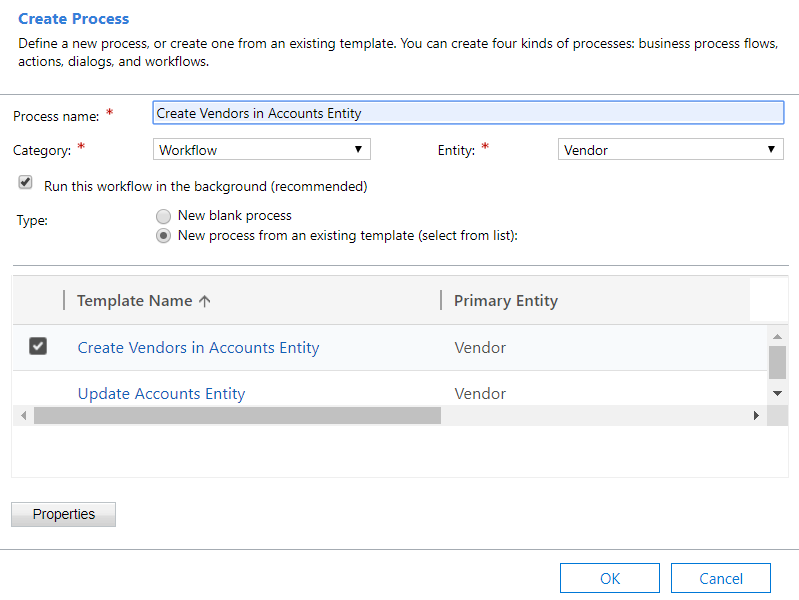 Create Process
Define a new process, or create one from an existing template. You can create four kinds of processes: business process flows,
actions, dialogs, and workflows.
Process name: * Create Vendors in Accounts Entity
Category: * Workflow Entity: * Vendor
Run this workflow in the background (recommended)
Type: New blank process
New process from an existing template (select from list):
Template Name ↑ Primary Entity
Create Vendors in Accounts Entity Vendor
Update Accounts Entity Vendor
Properties
OK Cancel